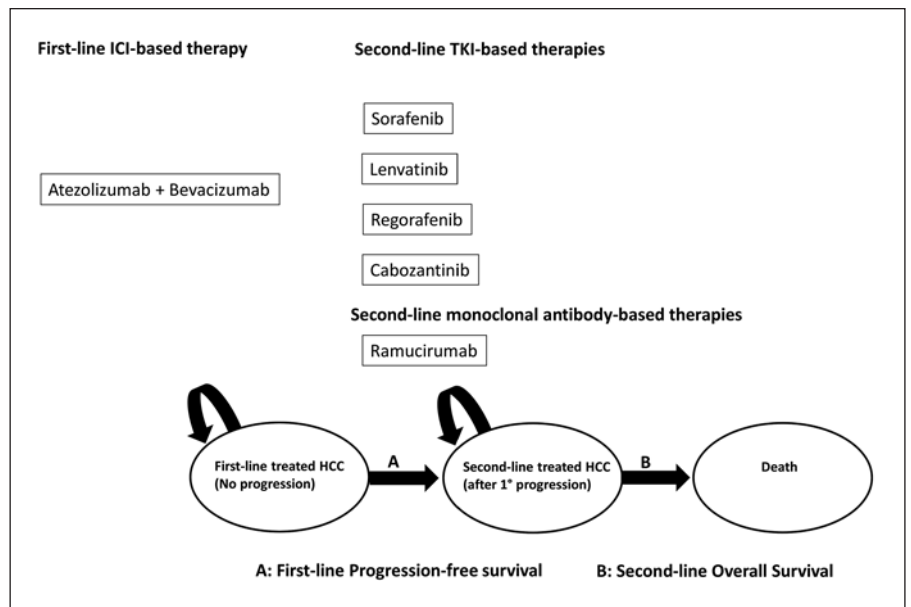 First-line ICI-based therapy
Second-line TKI-based therapies
Sorafenib
Lenvatinib
Atezolizumab + Bevacizumab
Regorafenib
Cabozantinib
Second-line monoclonal antibody-based therapies
Ramucirumab
First-line treated HCC
(No progression)
A
Second-line treated HCC
(after 1° progression)
B
Death
A: First-line Progression-free survival
B: Second-line Overall Survival